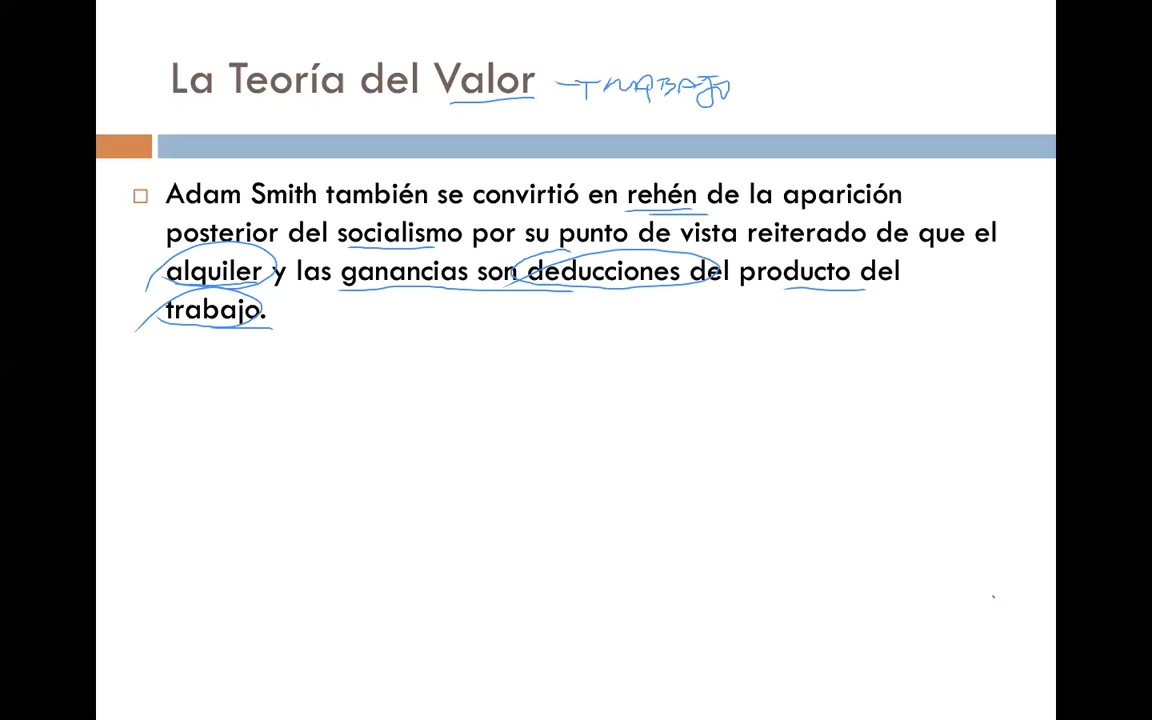 La Teoría del Valor - TRABAJO
Adam Smith también se convirtió en rehén de la aparición
posterior del socialismo por su punto de vista reiterado de que el
alquiler y las ganancias son deducciones del producto del
trabajo.